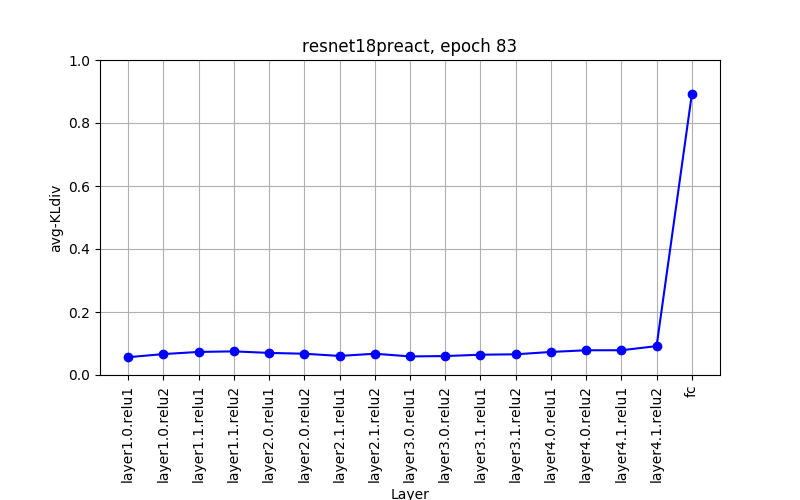 resnet18preact, epoch 83
1.0
0.8
0.6
0.4
0.2
0.0
avg-KLdiv
layer1.0.relu1
layer1.0.relu2
layer1.1.relu1
layer1.1.relu2
layer2.0.relu1
layer2.0.relu2
layer2.1.relu1
layer2.1.relu2
layer3.0.relu1
layer3.0.relu2
layer3.1.relu1
layer3.1.relu2
layer4.0.relu1
layer4.0.relu2
layer4.1.relu1
layer4.1.relu2
fc
Layer